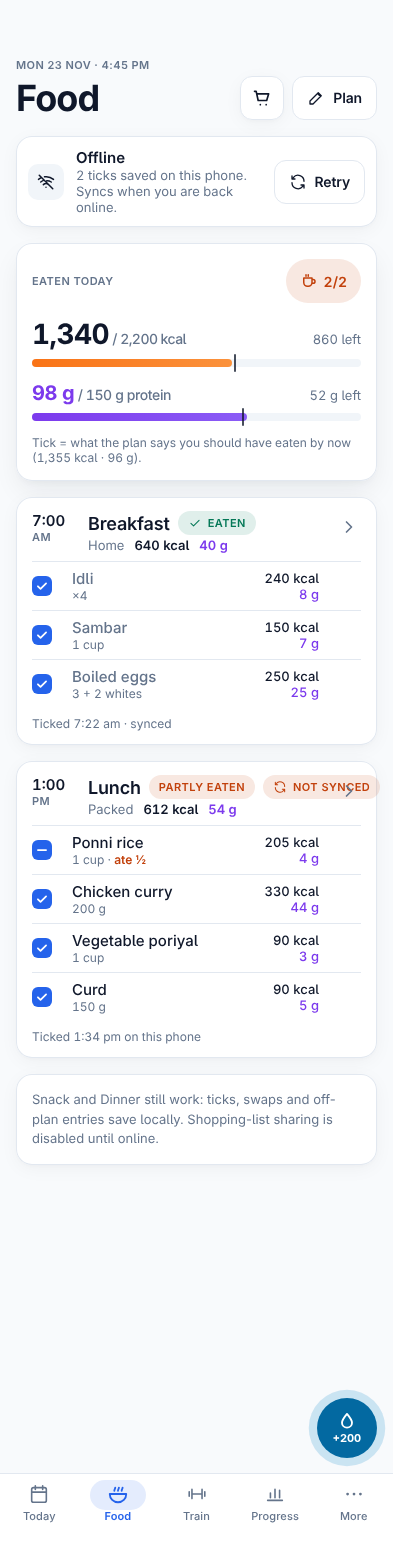 MON 23 NOV · 4:45 PM
Food
Plan
Offline
2 ticks saved on this phone.
Syncs when you are back
online.
Retry
EATEN TODAY
2/2
1,340 / 2,200 kcal
860 left
98 g / 150 g protein
52 g left
Tick = what the plan says you should have eaten by now
(1,355 kcal · 96 g).
7:00
AM
Breakfast
EATEN
Home 640 kcal 40 g
Idli
×4
240 kcal
8 g
Sambar
1 cup
150 kcal
7 g
Boiled eggs
3 + 2 whites
250 kcal
25 g
Ticked 7:22 am · synced
1:00
PM
Lunch
PARTLY EATEN
NOT SYNCED
Packed 612 kcal 54 g
Ponni rice
1 cup · ate ½
205 kcal
4 g
Chicken curry
200 g
330 kcal
44 g
Vegetable poriyal
1 cup
90 kcal
3 g
Curd
150 g
90 kcal
5 g
Ticked 1:34 pm on this phone
Snack and Dinner still work: ticks, swaps and off-
plan entries save locally. Shopping-list sharing is
disabled until online.
+200
Today
Food
Train
Progress
More